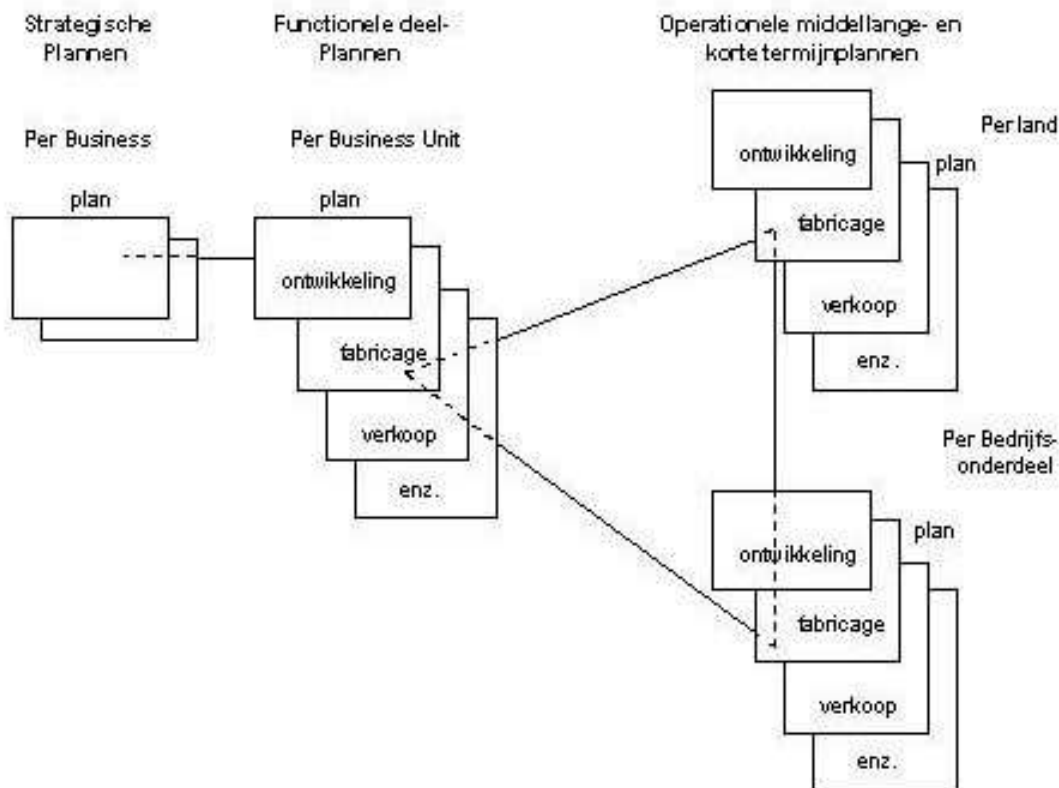 Strategische
Plannen
Functionele deel-
Plannen
Operationele middellange- en
korte termijnplannen
Per Business
Per Business Unit
Per land
plan
plan
ontwikkeling
fabricage
verkoop
enz.
plan
ontwikkeling
fabricage
verkoop
enz.
Per Bedrijfs-
onderdeel
plan
ontwikkeling
fabricage
verkoop
enz.